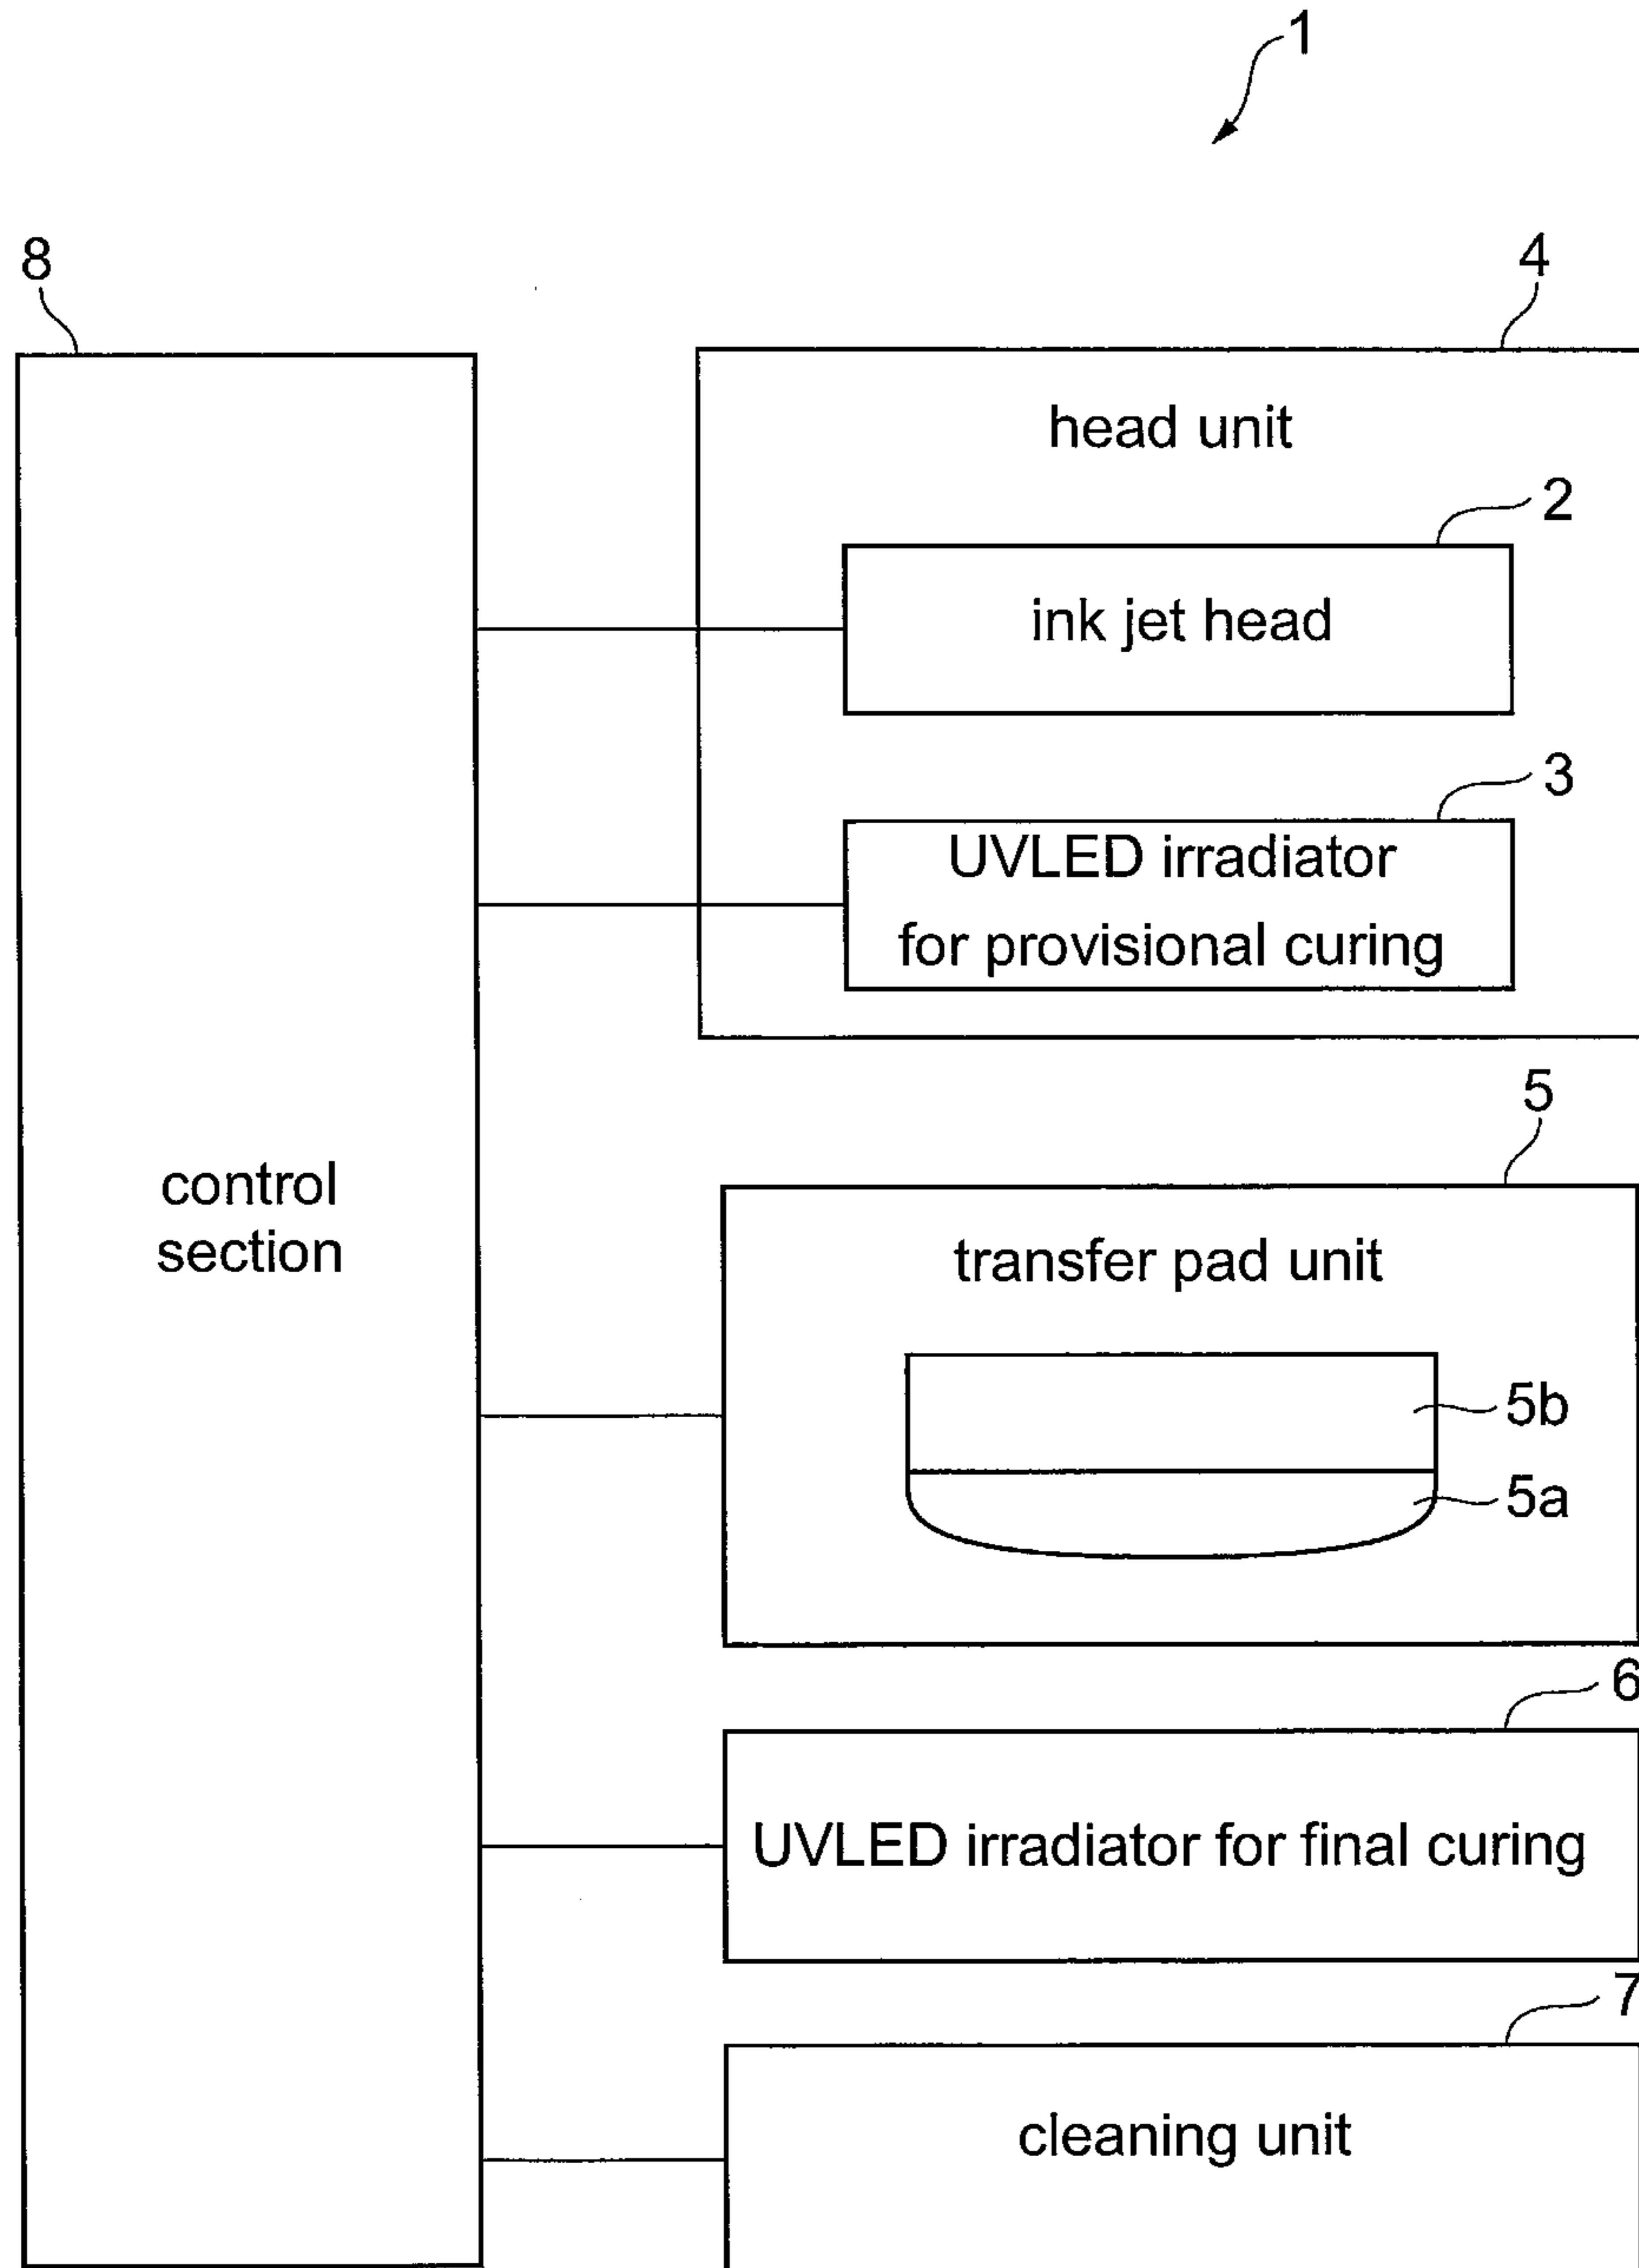 1
8
4
head unit
2
ink jet head
3
UVLED irradiator
for provisional curing
5
control
section
transfer pad unit
5b
5a
6
UVLED irradiator for final curing
7
cleaning unit